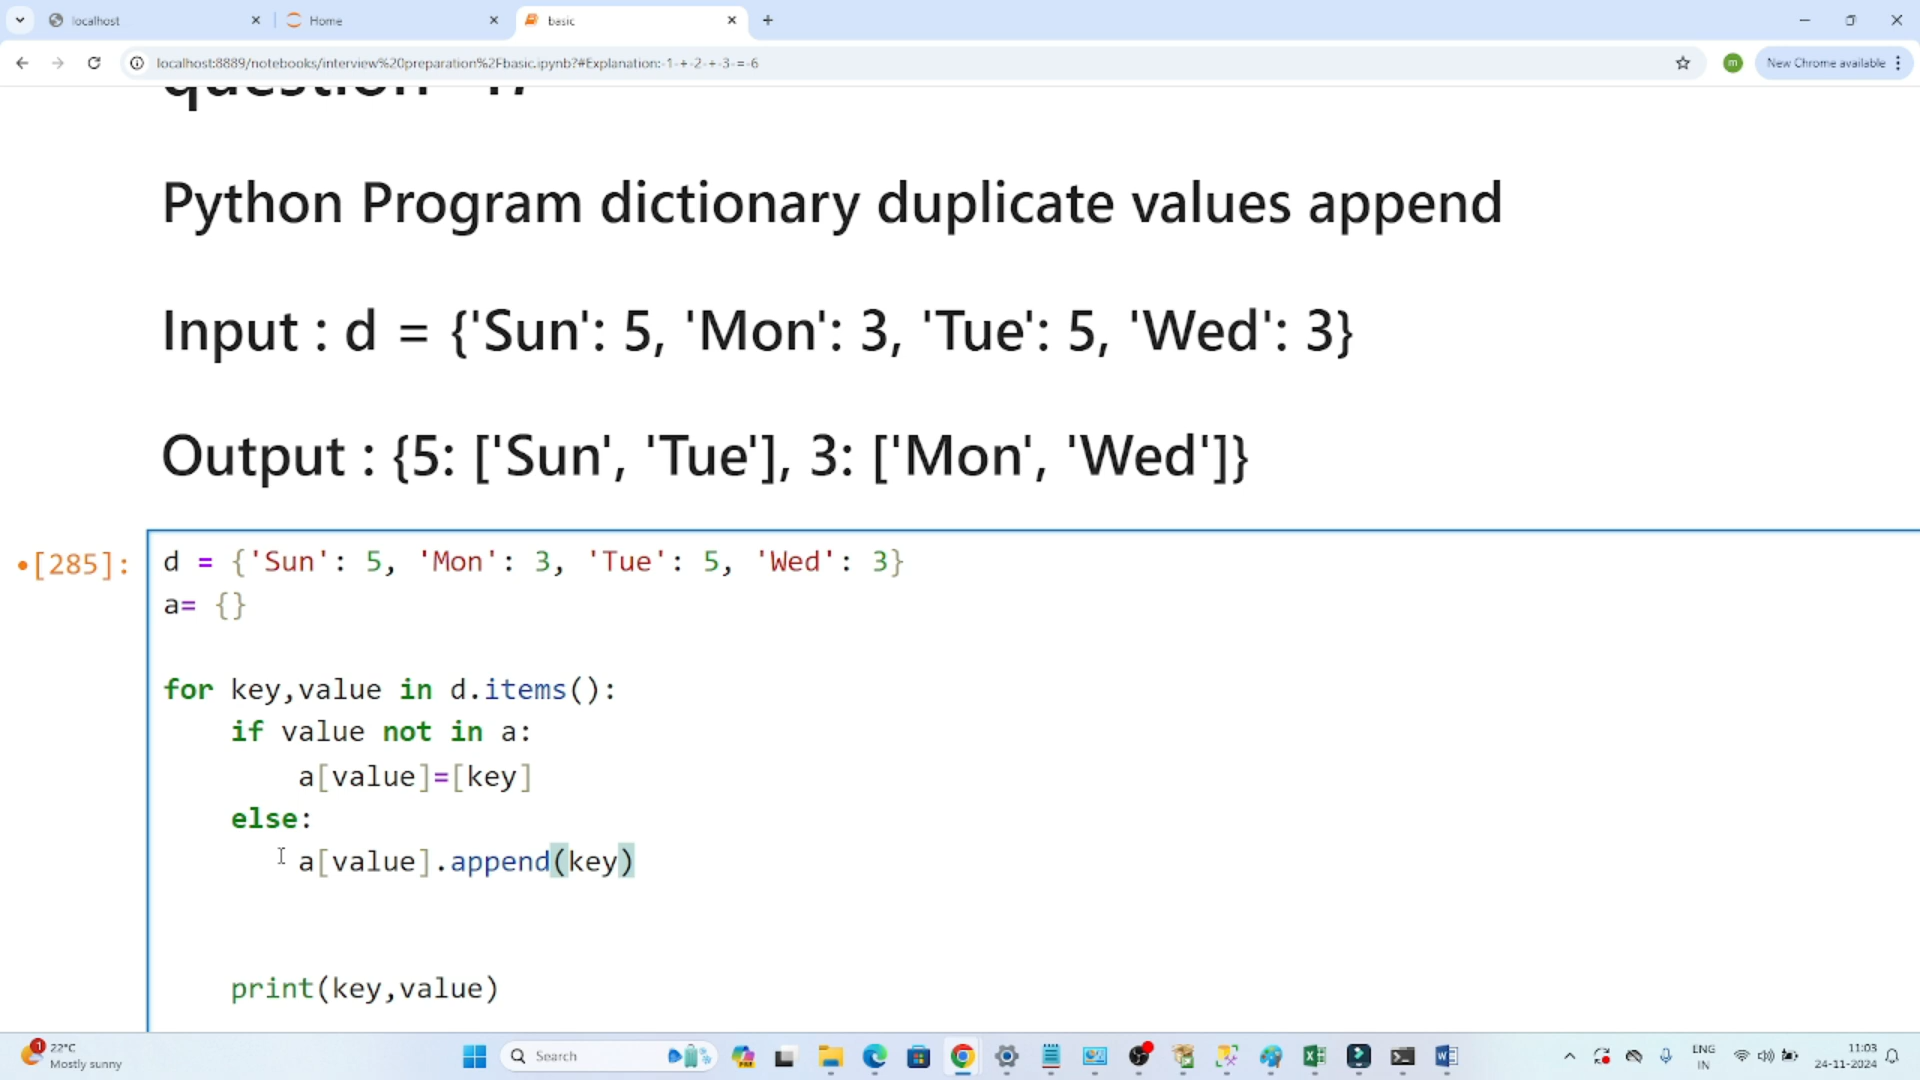 localhost
Home
basic
localhost:8889/notebooks/interview%20preparation%2Fbasic.ipynb?#Explanation:-1-+-2-+-3-=-6
m
New Chrome available
question - 17
Python Program dictionary duplicate values append
Input : d = {'Sun': 5, 'Mon': 3, 'Tue': 5, 'Wed': 3}
Output : {5: ['Sun', 'Tue'], 3: ['Mon', 'Wed']}
[285]:
d = {'Sun': 5, 'Mon': 3, 'Tue': 5, 'Wed': 3}
a= {}
for key,value in d.items():
if value not in a:
a[value]=[key]
else:
a[value].append(key)
print(key,value)
1
22°C
Mostly sunny
Search
ENG
IN
11:03
24-11-2024